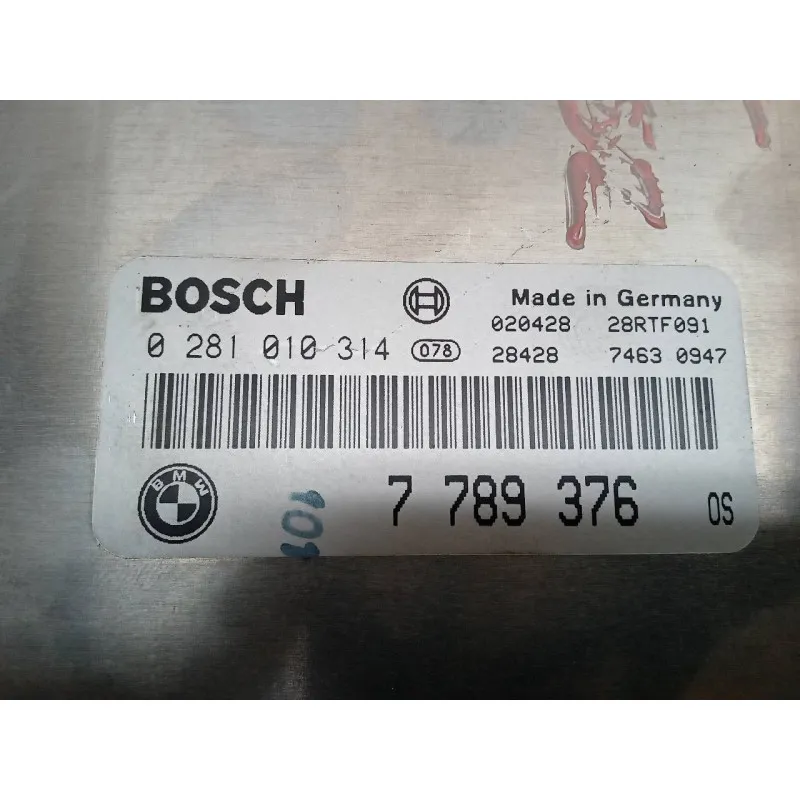 BOSCH
Made in Germany
020428 28RTF091
0 281 010 314 078 28428 7463 0947
BMW
101
7 789 376 OS